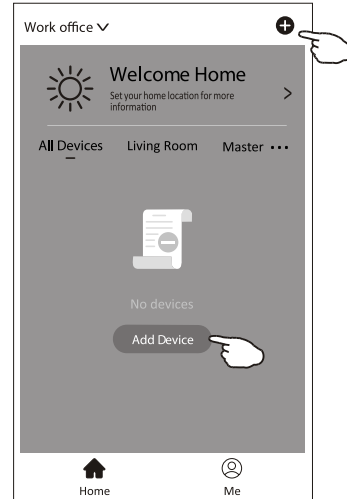 Work office
Welcome Home
Set your home location for more
information
All Devices Living Room Master
No devices
Add Device
Home Me